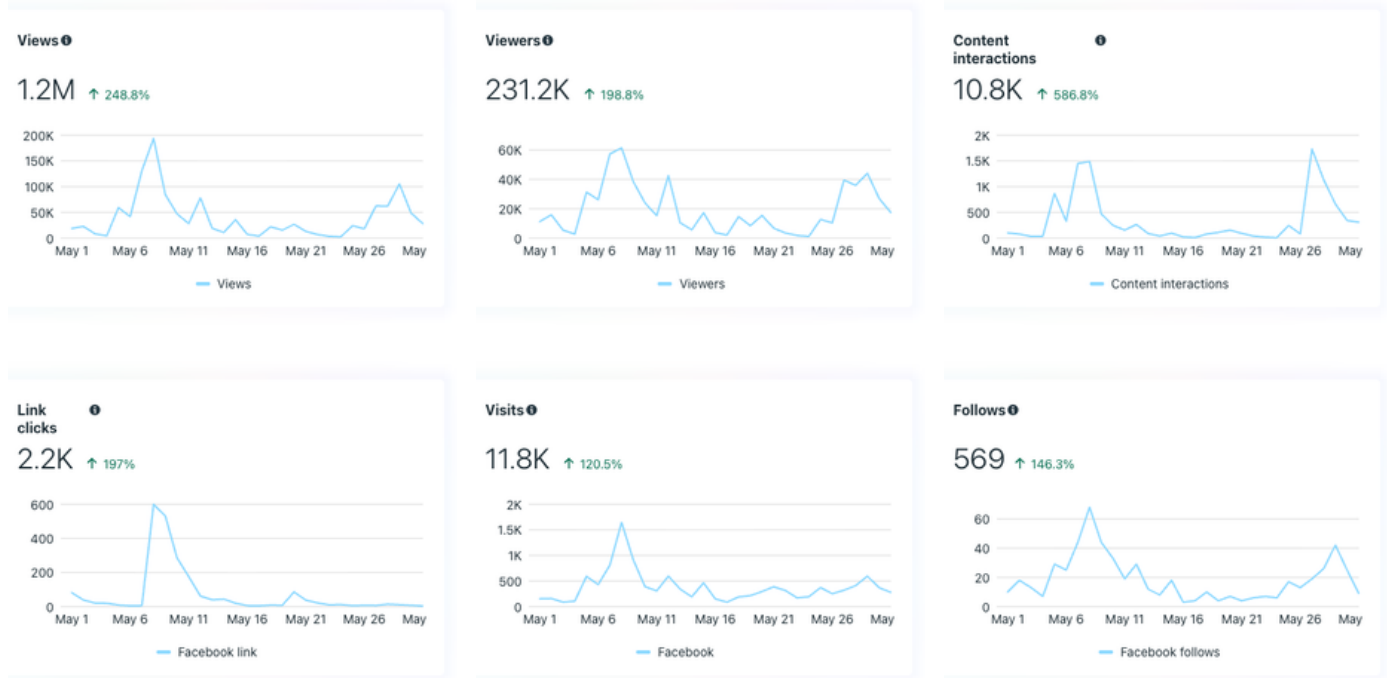 Views
1.2M ↑ 248.8%
200K
150K
100K
50K
0
May 1 May 6 May 11 May 16 May 21 May 26 May
Views
Viewers
231.2K ↑ 198.8%
60K
40K
20K
0
May 1 May 6 May 11 May 16 May 21 May 26 May
Viewers
Content
interactions
10.8K ↑ 586.8%
2K
1.5K
1K
500
0
May 1 May 6 May 11 May 16 May 21 May 26 May
Content interactions
Link
clicks
2.2K ↑ 197%
600
400
200
0
May 1 May 6 May 11 May 16 May 21 May 26 May
Facebook link
Visits
11.8K ↑ 120.5%
2K
1.5K
1K
500
0
May 1 May 6 May 11 May 16 May 21 May 26 May
Facebook
Follows
569 ↑ 146.3%
60
40
20
0
May 1 May 6 May 11 May 16 May 21 May 26 May
Facebook follows